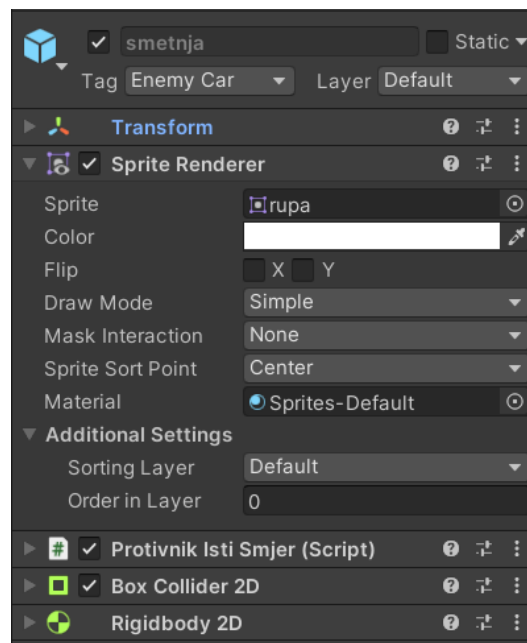 smetnja Static
Tag Enemy Car Layer Default
Transform
Sprite Renderer
Sprite rupa
Color
Flip X Y
Draw Mode Simple
Mask Interaction None
Sprite Sort Point Center
Material Sprites-Default
Additional Settings
Sorting Layer Default
Order in Layer 0
# Protivnik Isti Smjer (Script)
Box Collider 2D
Rigidbody 2D